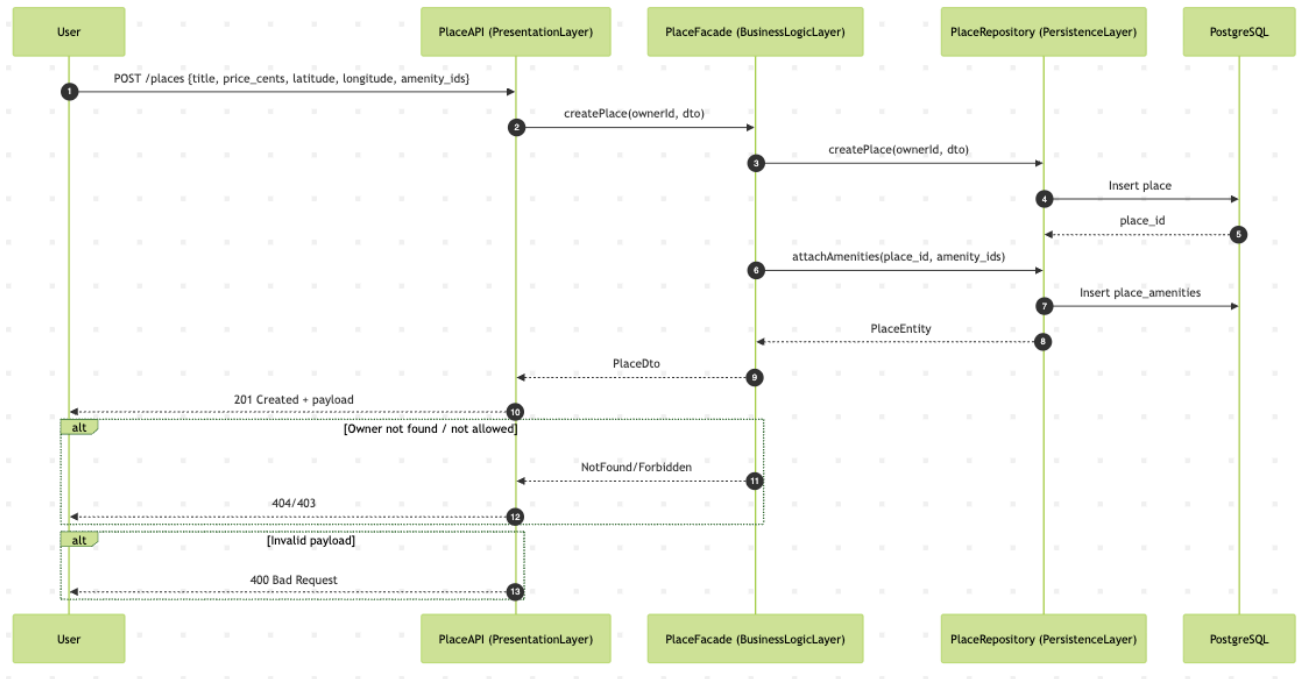 User
PlaceAPI (PresentationLayer)
PlaceFacade (BusinessLogicLayer)
PlaceRepository (PersistenceLayer)
PostgreSQL
POST /places {title, price_cents, latitude, longitude, amenity_ids}
1
createPlace(ownerId, dto)
2
createPlace(ownerId, dto)
3
Insert place
4
place_id
5
attachAmenities(place_id, amenity_ids)
6
Insert place_amenities
7
PlaceEntity
8
PlaceDto
9
201 Created + payload
10
alt
[Owner not found / not allowed]
NotFound/Forbidden
11
404/403
12
alt
[Invalid payload]
400 Bad Request
13
User
PlaceAPI (PresentationLayer)
PlaceFacade (BusinessLogicLayer)
PlaceRepository (PersistenceLayer)
PostgreSQL